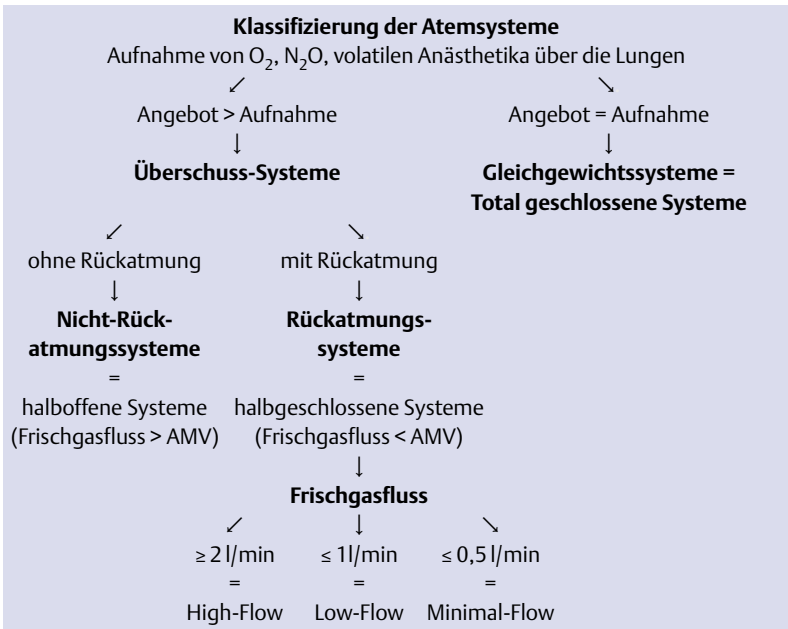 Klassifizierung der Atemsysteme
Aufnahme von O₂, N₂O, volatilen Anästhetika über die Lungen
↙ ↘
Angebot > Aufnahme Angebot = Aufnahme
↓ ↓
Überschuss-Systeme Gleichgewichtssysteme =
Total geschlossene Systeme
↙ ↘
ohne Rückatmung mit Rückatmung
↓ ↓
Nicht-Rück- Rückatmungs-
atmungssysteme systeme
= =
halboffene Systeme halbgeschlossene Systeme
(Frischgasfluss > AMV) (Frischgasfluss < AMV)
↓
Frischgasfluss
↙ ↓ ↘
≥ 2 l/min ≤ 1 l/min ≤ 0,5 l/min
= = =
High-Flow Low-Flow Minimal-Flow